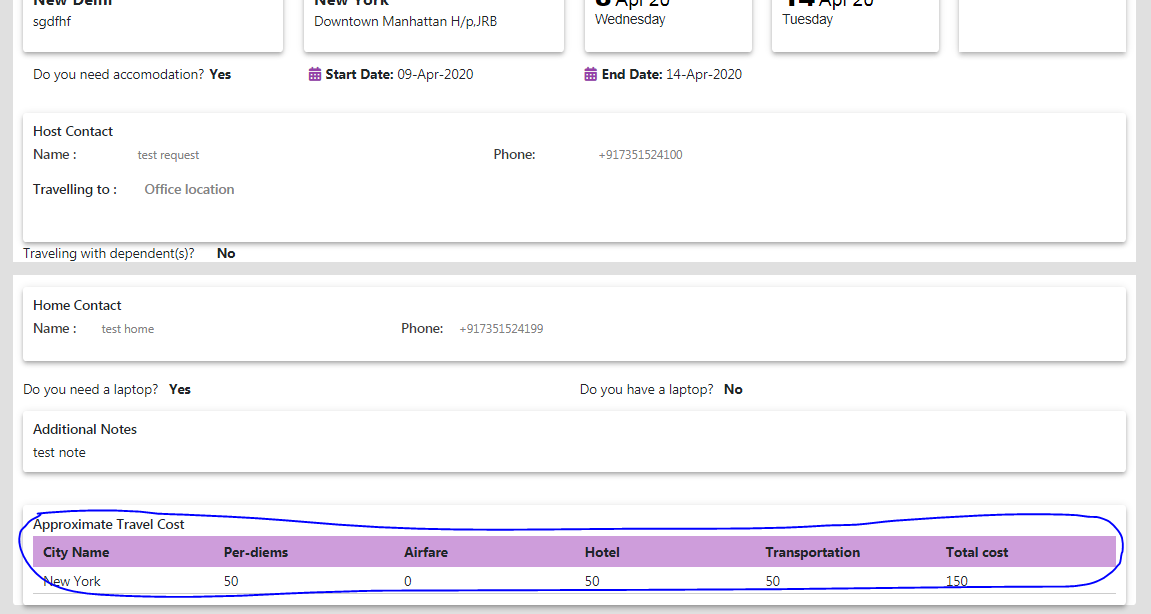 New Delhi New York 8 Apr 20 14 Apr 20
sgdfhf Downtown Manhattan H/p,JRB Wednesday Tuesday
Do you need accomodation? Yes Start Date: 09-Apr-2020 End Date: 14-Apr-2020
Host Contact
Name : test request Phone: +917351524100
Travelling to : Office location
Traveling with dependent(s)? No
Home Contact
Name : test home Phone: +917351524199
Do you need a laptop? Yes Do you have a laptop? No
Additional Notes
test note
Approximate Travel Cost
City Name Per-diems Airfare Hotel Transportation Total cost
New York 50 0 50 50 150